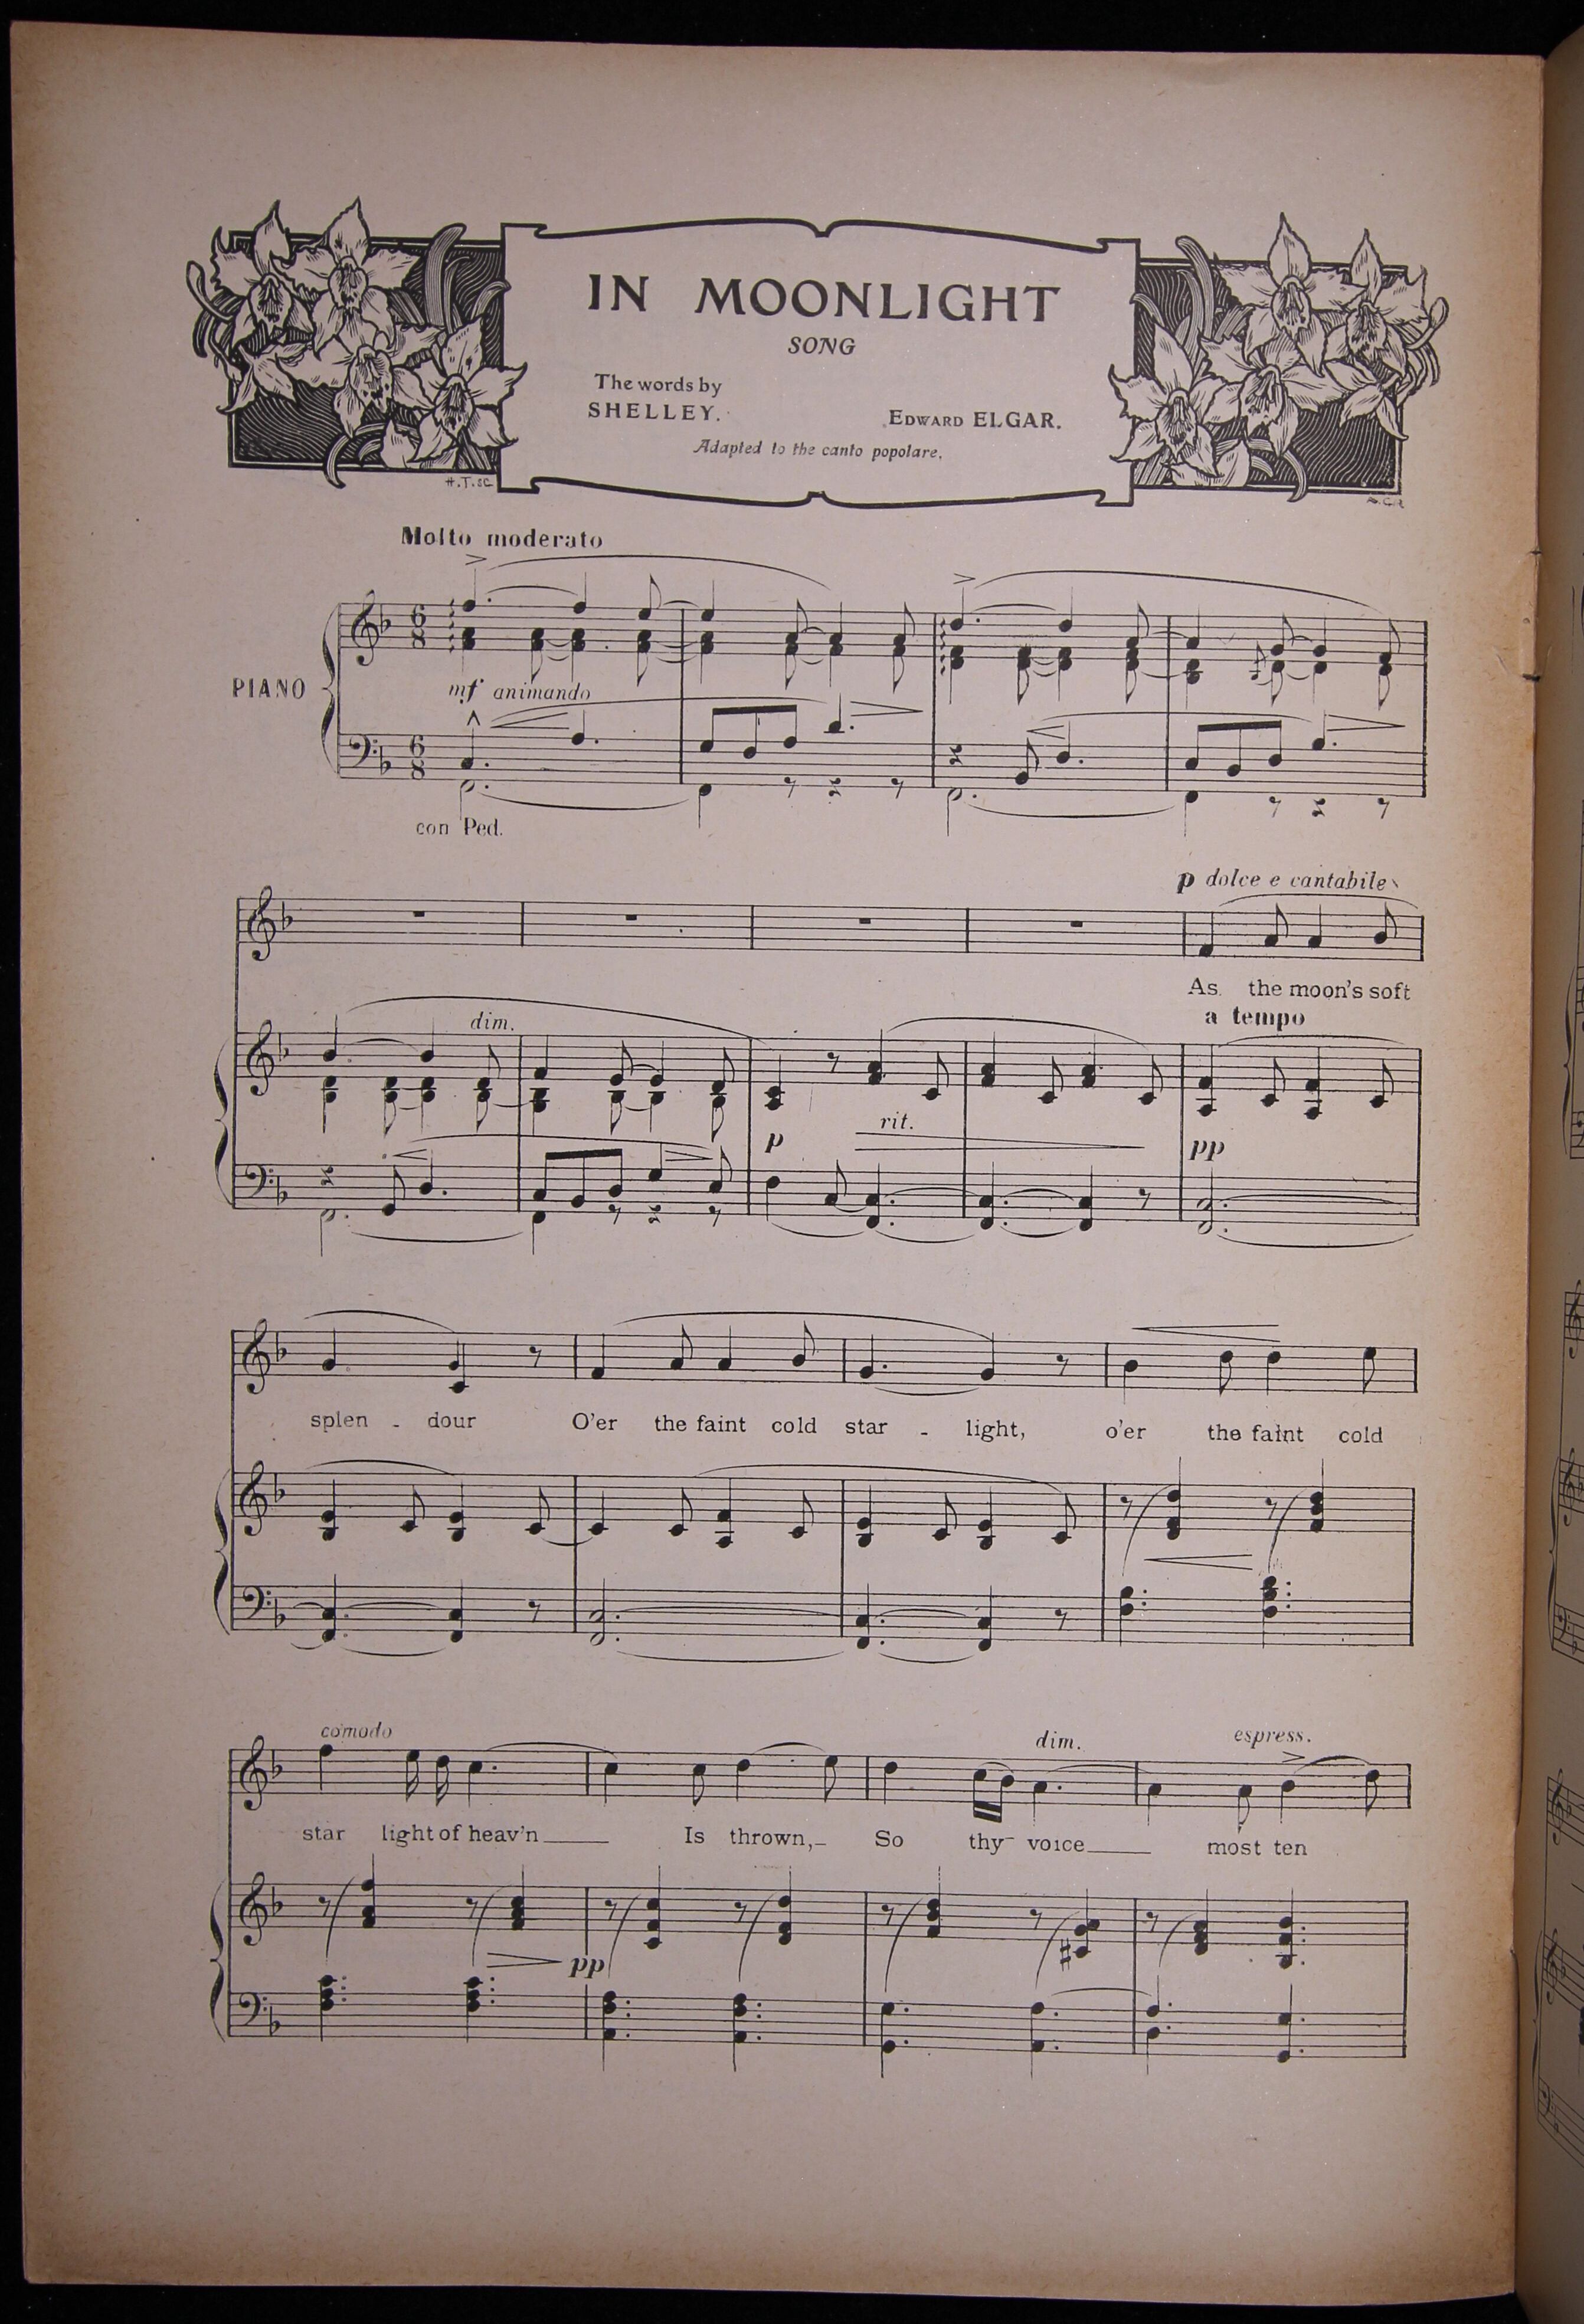 IN MOONLIGHT
SONG
The words by
SHELLEY.
EDWARD ELGAR.
Adapted to the canto popolare.
H.T. SC
Molto moderato
PIANO
6
8
mf animando
6
8
con Ped.
p dolce e cantabile
As the moon's soft
dim.
a tempo
p
rit.
pp
splen - dour O'er the faint cold star - light, o'er the faint cold
comodo
dim.
espress.
star light of heav'n Is thrown,- So thy voice most ten
pp